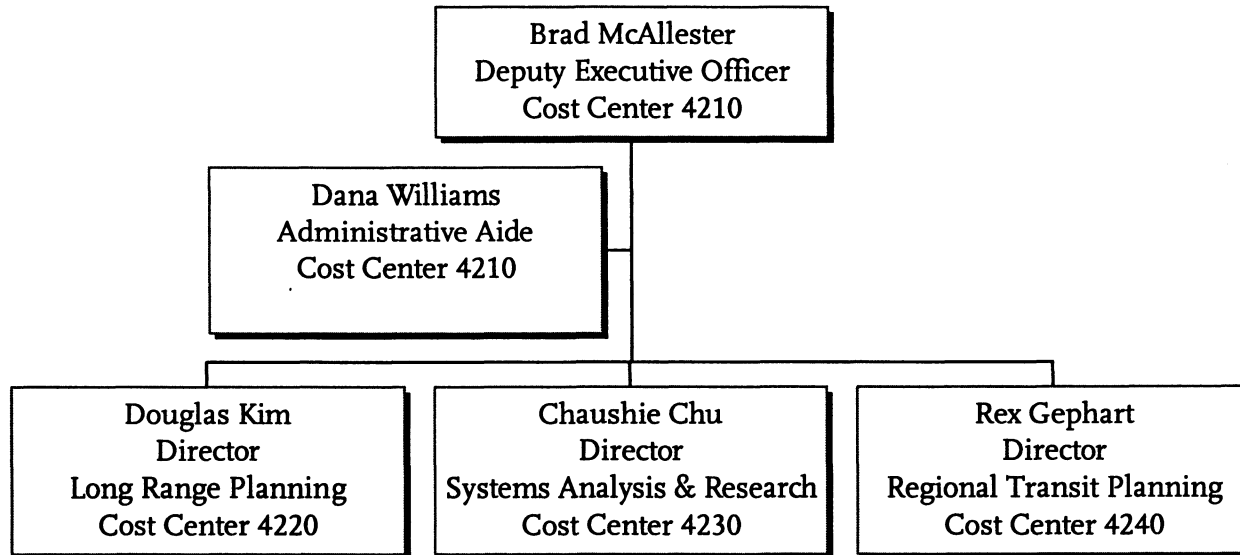 Brad McAllester
Deputy Executive Officer
Cost Center 4210
Dana Williams
Administrative Aide
Cost Center 4210
Douglas Kim
Director
Long Range Planning
Cost Center 4220
Chaushie Chu
Director
Systems Analysis & Research
Cost Center 4230
Rex Gephart
Director
Regional Transit Planning
Cost Center 4240